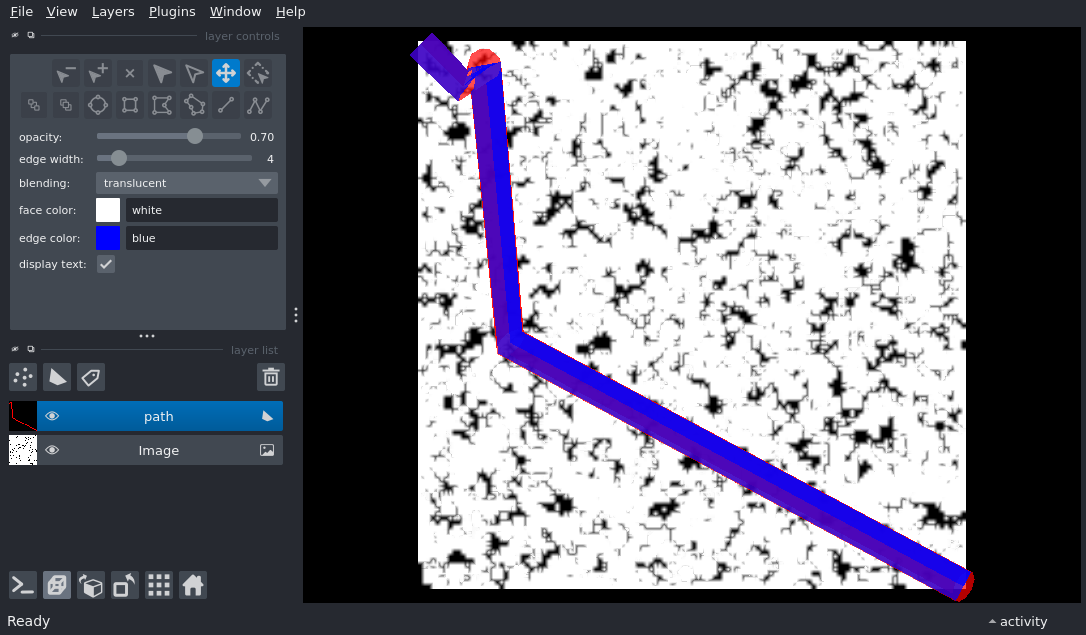 File View Layers Plugins Window Help
layer controls
opacity: 0.70
edge width: 4
blending: translucent
face color: white
edge color: blue
display text:
layer list
path
Image
Ready activity